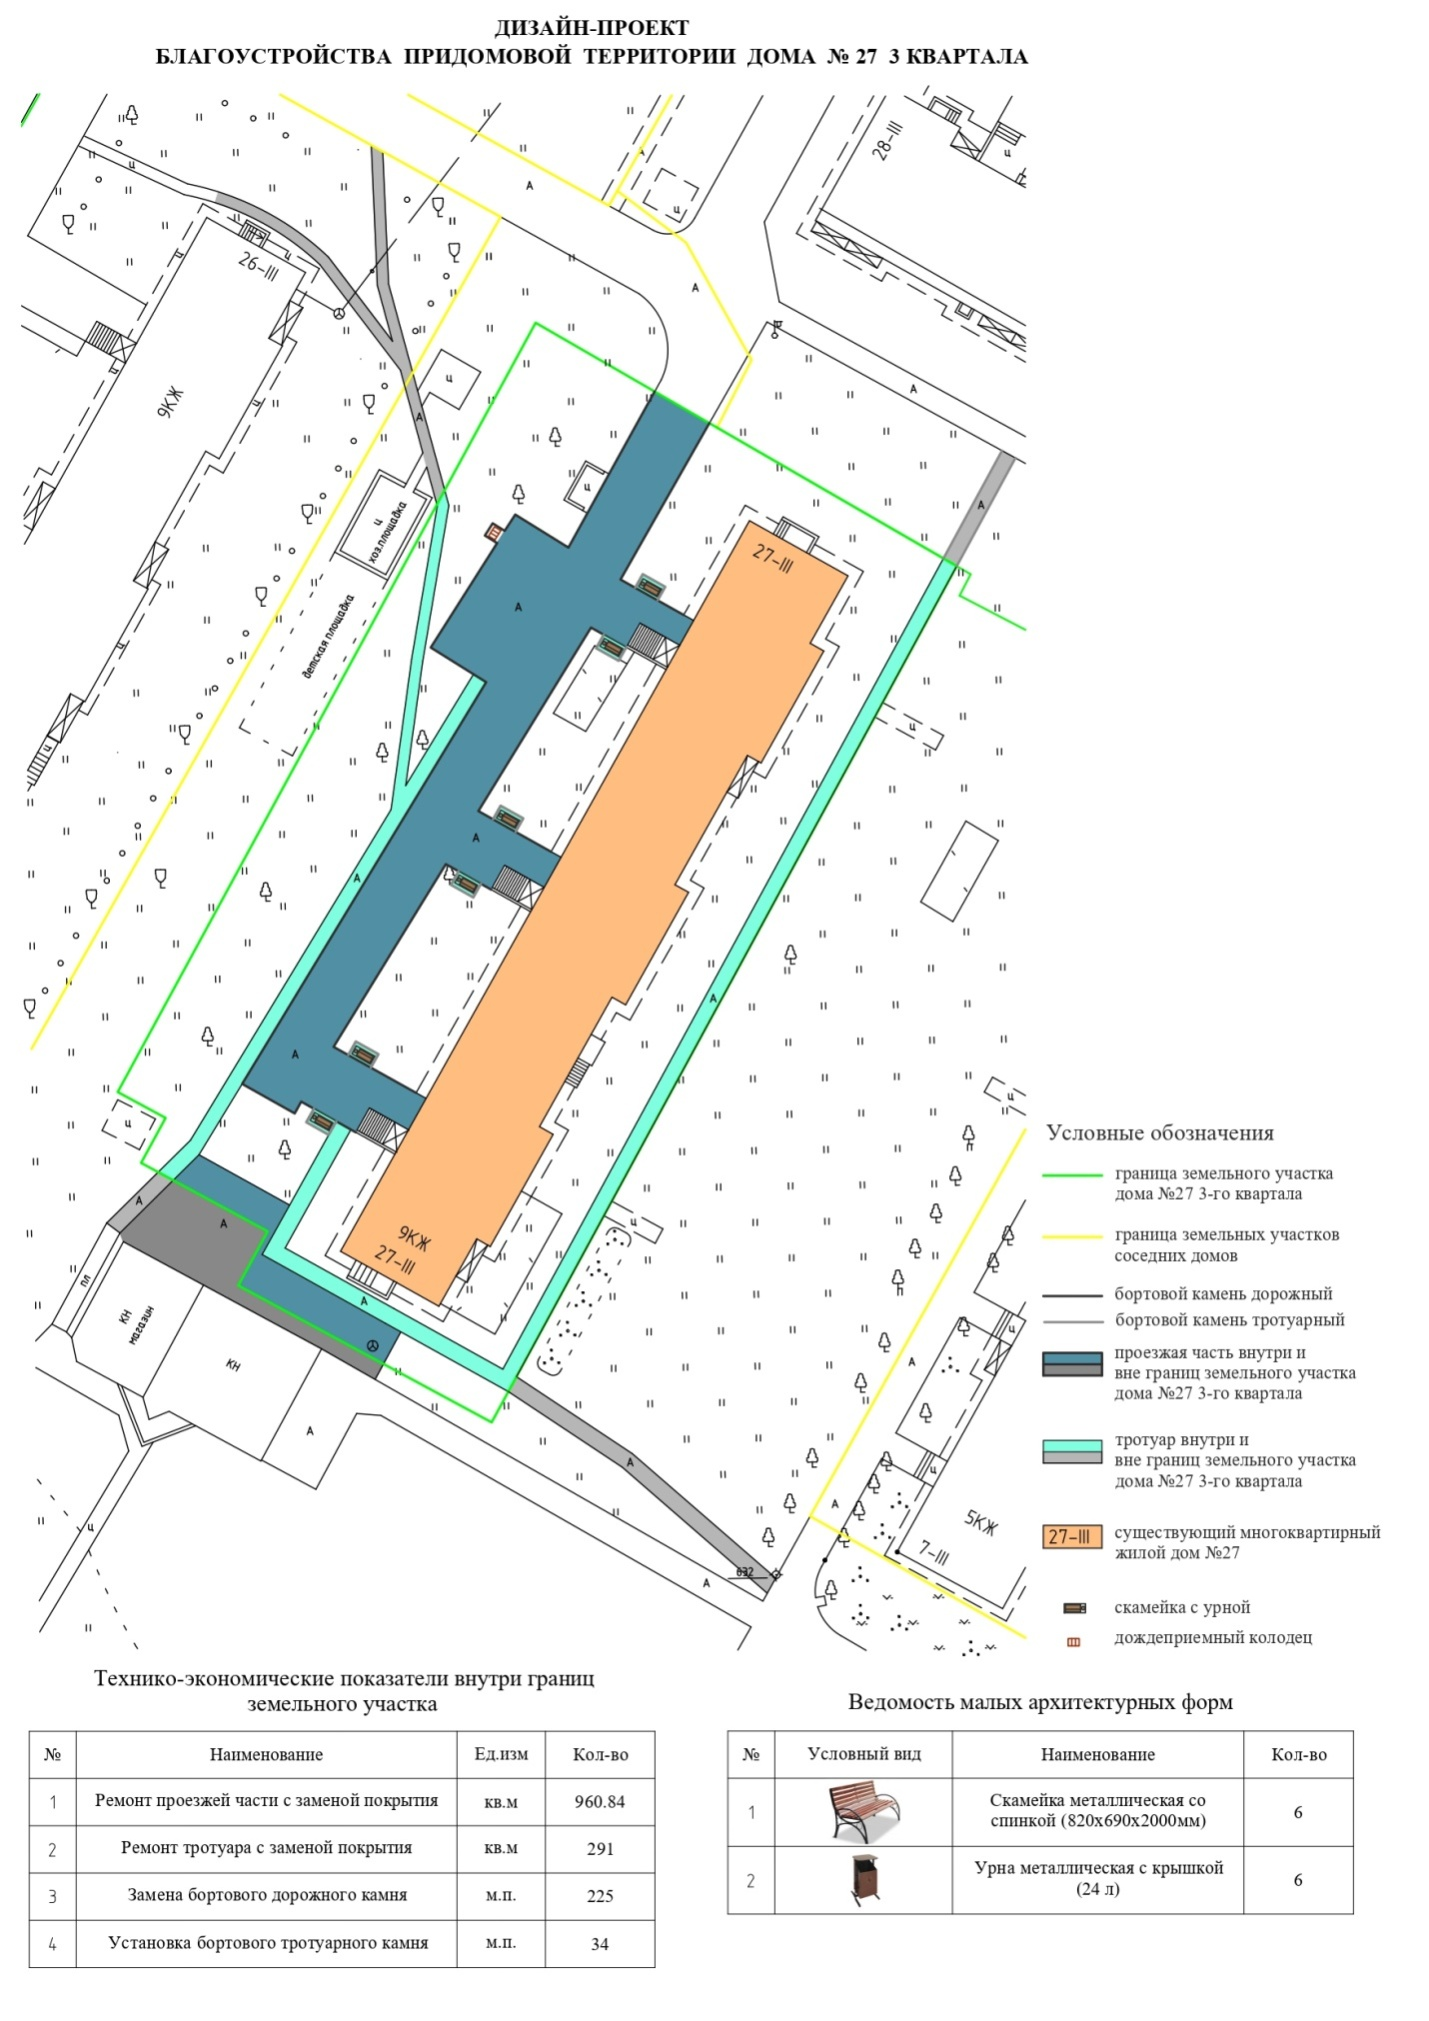 ДИЗАЙН-ПРОЕКТ
БЛАГОУСТРОЙСТВА ПРИДОМОВОЙ ТЕРРИТОРИИ ДОМА № 27 3 КВАРТАЛА
28-III
ц
ц
А
А
А
26-III
9КЖ
ц
А
А
ц
хоз.площадка
детская площадка
ц
27-III
А
А
ц
А
А
А
А
ц
ц
А
А
пл
КН
магазин
КН
9КЖ
27-III
А
ц
А
А
А
632
ц
ц
ц
А
А
5КЖ
7-III
Условные обозначения
граница земельного участка
дома №27 3-го квартала
граница земельных участков
соседних домов
бортовой камень дорожный
бортовой камень тротуарный
проезжая часть внутри и
вне границ земельного участка
дома №27 3-го квартала
тротуар внутри и
вне границ земельного участка
дома №27 3-го квартала
27-III
существующий многоквартирный
жилой дом №27
скамейка с урной
дождеприемный колодец
Технико-экономические показатели внутри границ
земельного участка
№ Наименование Ед.изм Кол-во
1 Ремонт проезжей части с заменой покрытия кв.м 960.84
2 Ремонт тротуара с заменой покрытия кв.м 291
3 Замена бортового дорожного камня м.п. 225
4 Установка бортового тротуарного камня м.п. 34
Ведомость малых архитектурных форм
№ Условный вид Наименование Кол-во
1 Скамейка металлическая со
спинкой (820х690х2000мм) 6
2 Урна металлическая с крышкой
(24 л) 6